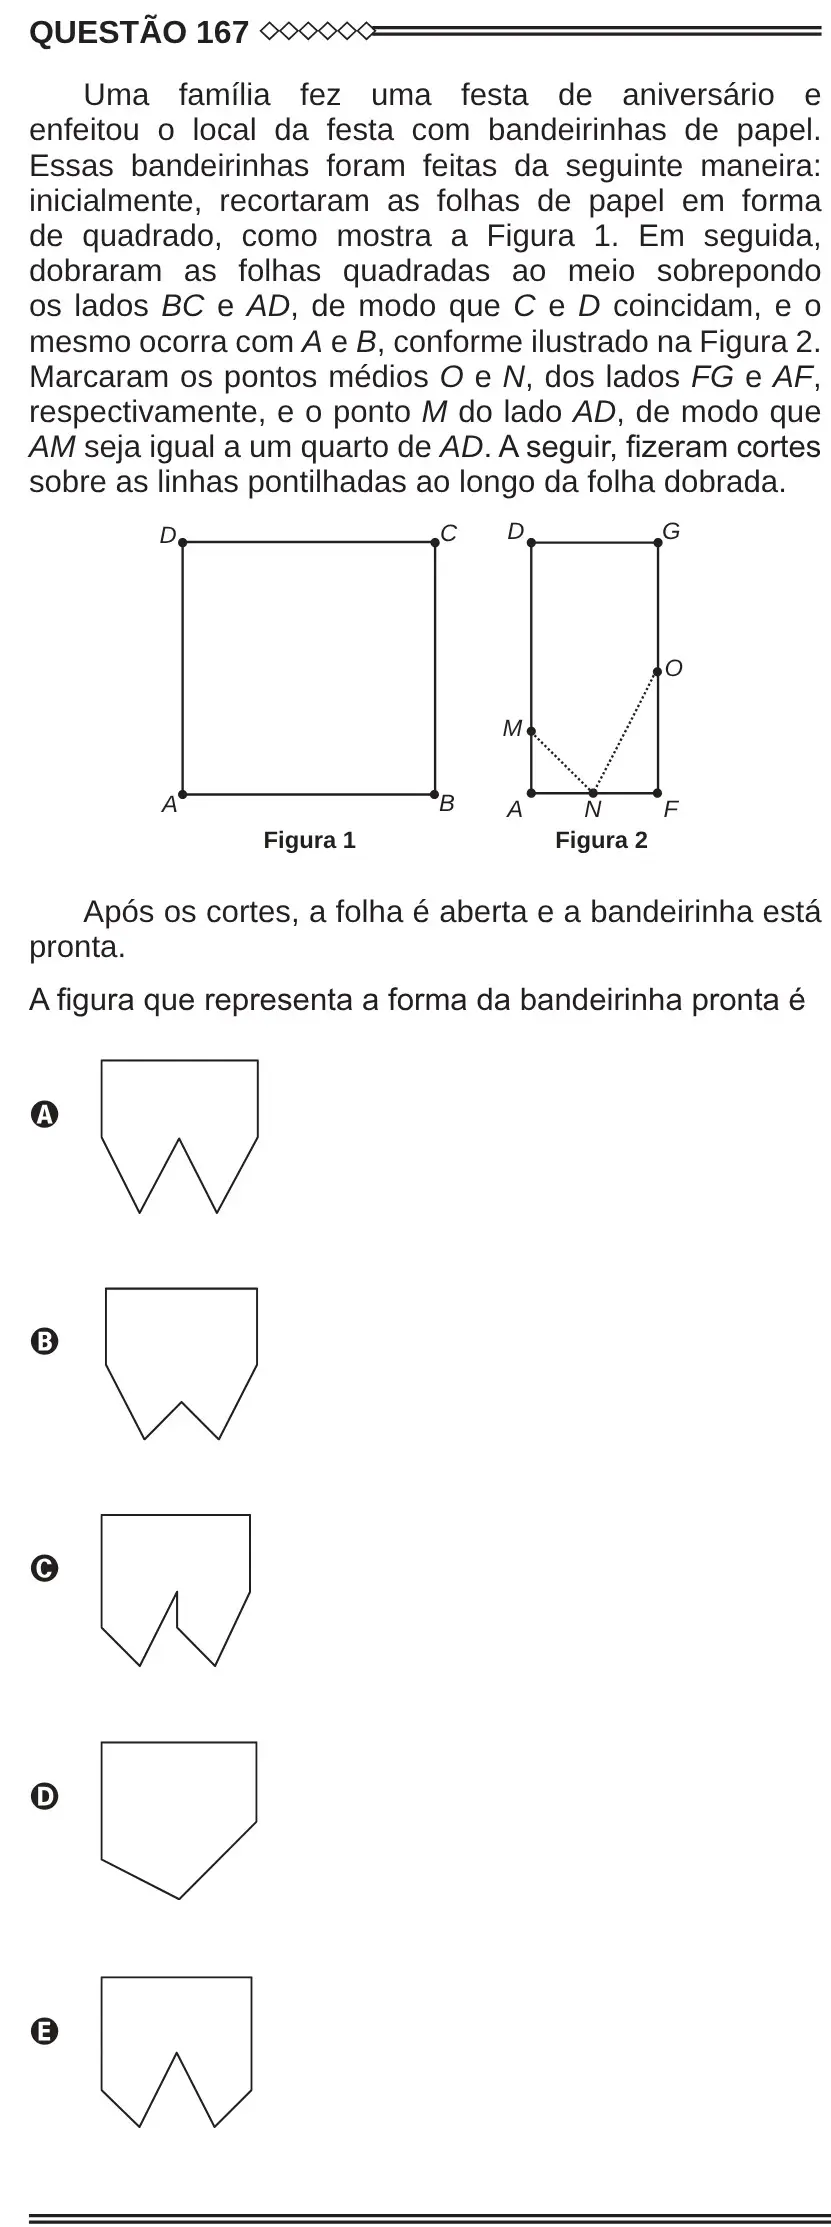 QUESTÃO 167
Uma família fez uma festa de aniversário e
enfeitou o local da festa com bandeirinhas de papel.
Essas bandeirinhas foram feitas da seguinte maneira:
inicialmente, recortaram as folhas de papel em forma
de quadrado, como mostra a Figura 1. Em seguida,
dobraram as folhas quadradas ao meio sobrepondo
os lados BC e AD, de modo que C e D coincidam, e o
mesmo ocorra com A e B, conforme ilustrado na Figura 2.
Marcaram os pontos médios O e N, dos lados FG e AF,
respectivamente, e o ponto M do lado AD, de modo que
AM seja igual a um quarto de AD. A seguir, fizeram cortes
sobre as linhas pontilhadas ao longo da folha dobrada.
D C D G
O
M
A B A N F
Figura 1 Figura 2
Após os cortes, a folha é aberta e a bandeirinha está
pronta.
A figura que representa a forma da bandeirinha pronta é
A
B
C
D
E